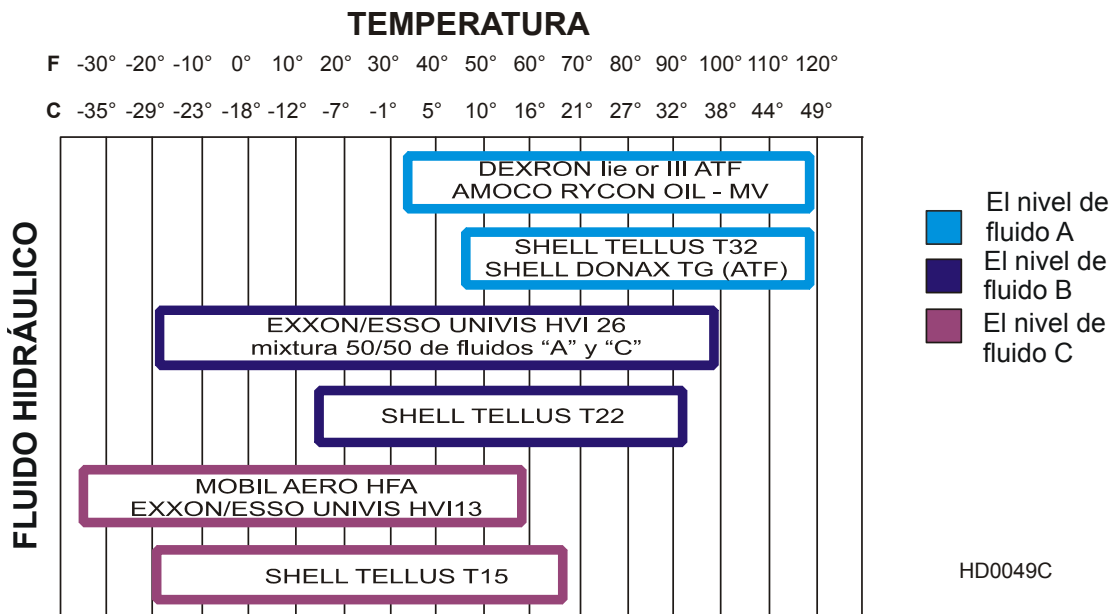 TEMPERATURA
F -30° -20° -10° 0° 10° 20° 30° 40° 50° 60° 70° 80° 90° 100° 110° 120°
C -35° -29° -23° -18° -12° -7° -1° 5° 10° 16° 21° 27° 32° 38° 44° 49°
FLUIDO HIDRÁULICO
DEXRON Iie or III ATF
AMOCO RYCON OIL - MV
SHELL TELLUS T32
SHELL DONAX TG (ATF)
EXXON/ESSO UNIVIS HVI 26
mixtura 50/50 de fluidos “A” y “C”
SHELL TELLUS T22
MOBIL AERO HFA
EXXON/ESSO UNIVIS HVI13
SHELL TELLUS T15
El nivel de
fluido A
El nivel de
fluido B
El nivel de
fluido C
HD0049C